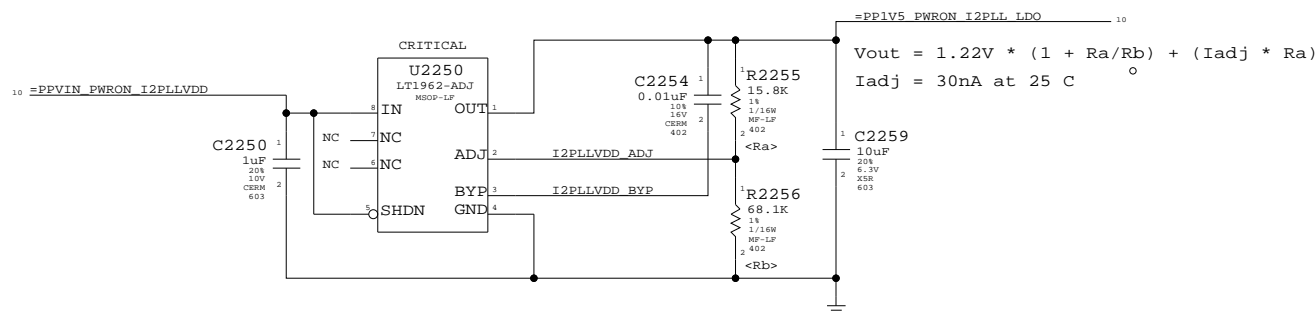 =PP1V5_PWRON_I2PLL_LDO 10
Vout = 1.22V * (1 + Ra/Rb) + (Iadj * Ra)
Iadj = 30nA at 25 C
o
CRITICAL
U2250
LT1962-ADJ
MSOP-LF
10 =PPVIN_PWRON_I2PLLVDD
8 IN
OUT 1
NC 7 NC
NC 6 NC
ADJ 2 I2PLLVDD_ADJ
BYP 3 I2PLLVDD_BYP
5 SHDN
GND 4
C2250 1
1uF
20%
10V
CERM
603
2
C2254 1
0.01uF
10%
16V
CERM
402
2
1 R2255
15.8K
1%
1/16W
MF-LF
2 402
<Ra>
1 R2256
68.1K
1%
1/16W
MF-LF
2 402
<Rb>
1 C2259
10uF
20%
6.3V
2 X5R
603